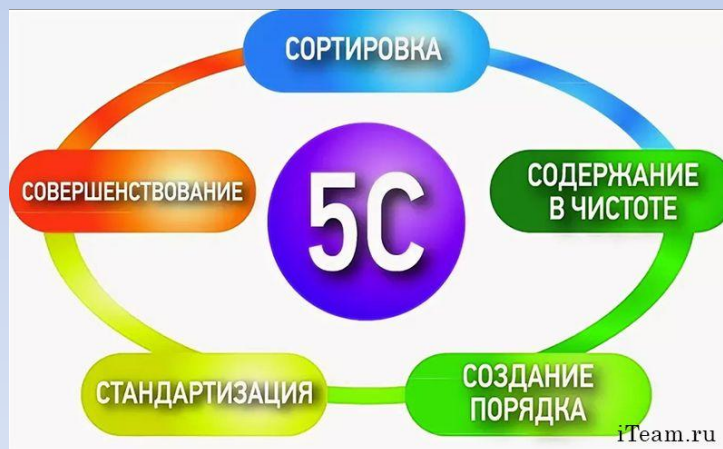 СОРТИРОВКА
СОДЕРЖАНИЕ
В ЧИСТОТЕ
СОЗДАНИЕ
ПОРЯДКА
СТАНДАРТИЗАЦИЯ
СОВЕРШЕНСТВОВАНИЕ
5С
iTeam.ru